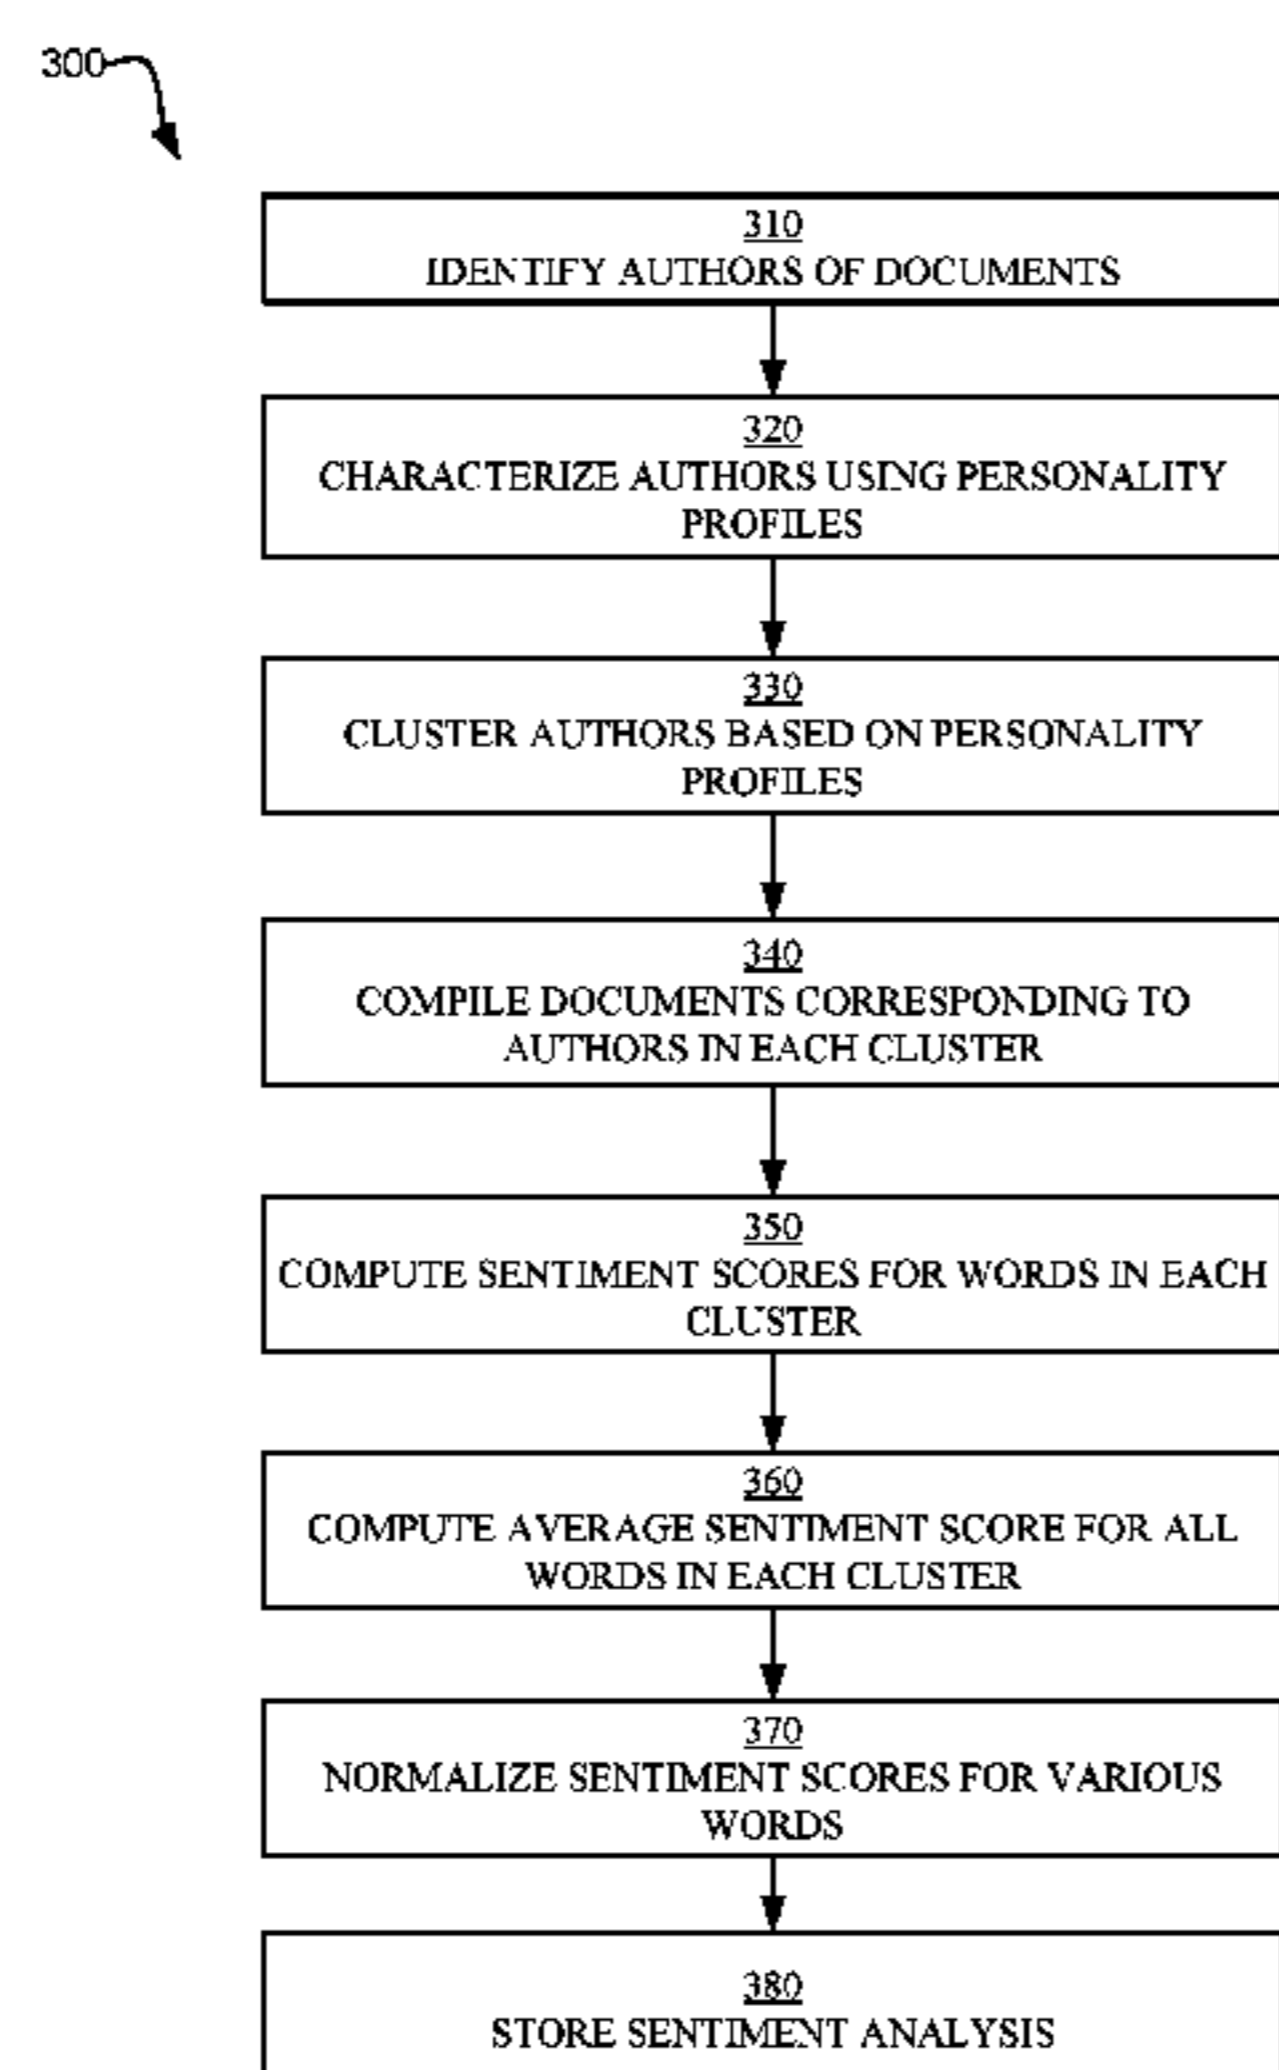 300
310
IDENTIFY AUTHORS OF DOCUMENTS
320
CHARACTERIZE AUTHORS USING PERSONALITY
PROFILES
330
CLUSTER AUTHORS BASED ON PERSONALITY
PROFILES
340
COMPILE DOCUMENTS CORRESPONDING TO
AUTHORS IN EACH CLUSTER
350
COMPUTE SENTIMENT SCORES FOR WORDS IN EACH
CLUSTER
360
COMPUTE AVERAGE SENTIMENT SCORE FOR ALL
WORDS IN EACH CLUSTER
370
NORMALIZE SENTIMENT SCORES FOR VARIOUS
WORDS
380
STORE SENTIMENT ANALYSIS